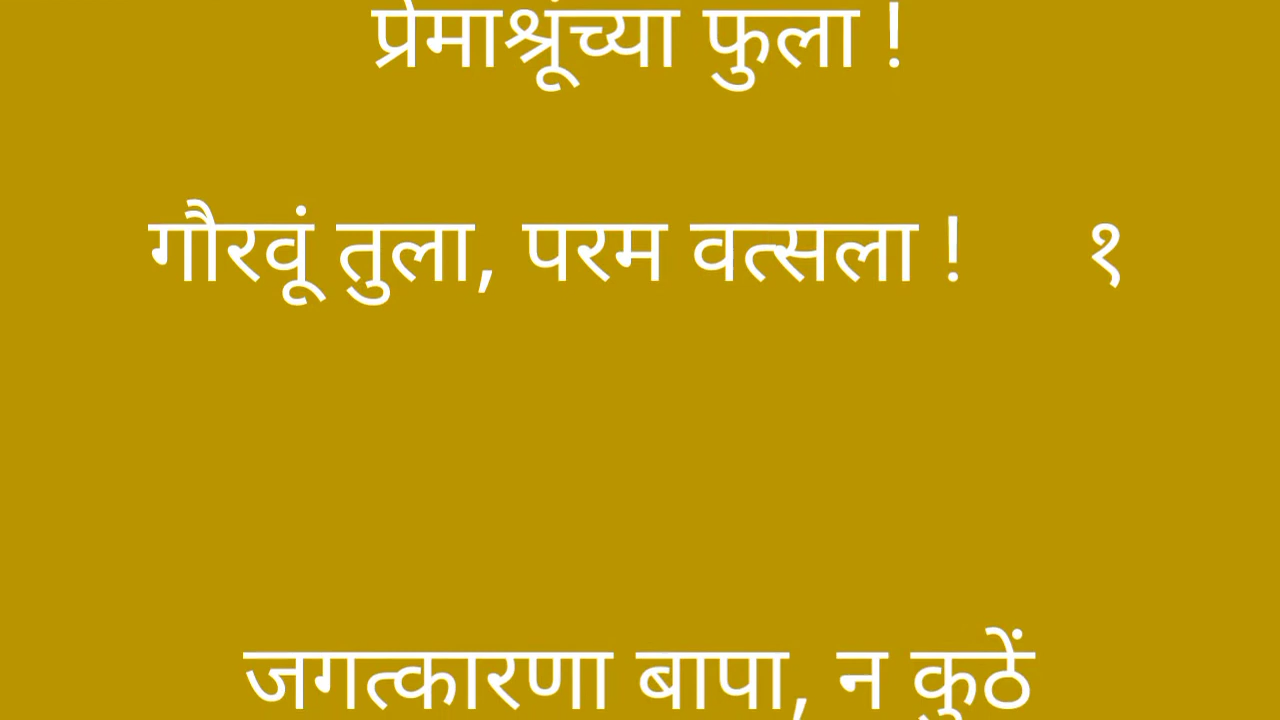 प्रेमाश्रूंच्या फुला !
गौरवूं तुला, परम वत्सला ! १
जगत्कारणा बापा, न कुठें